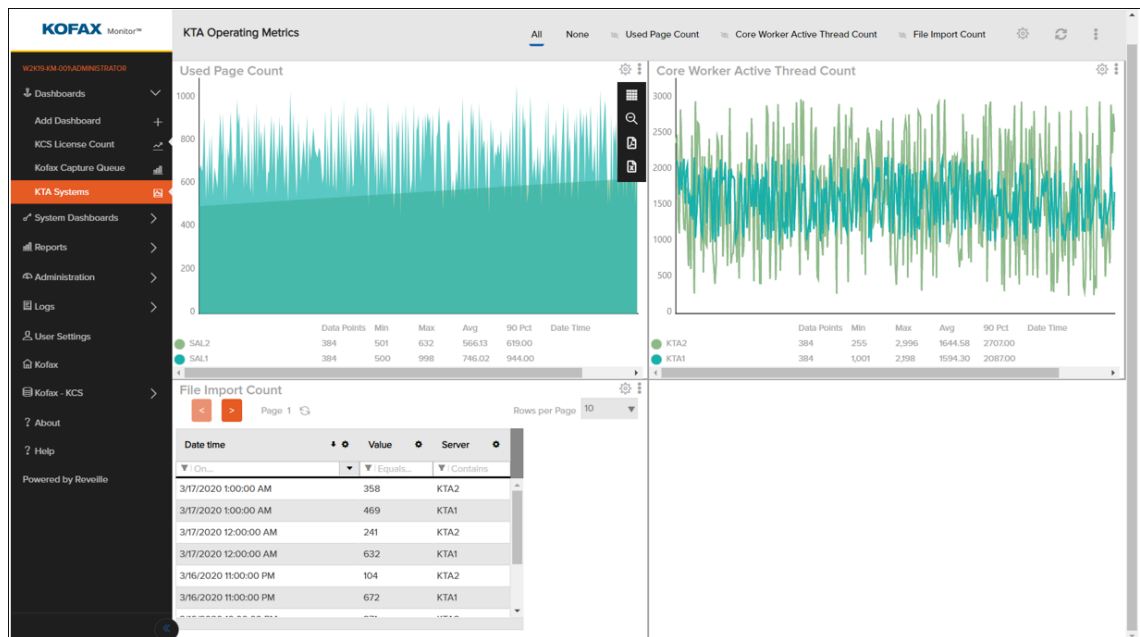 KOFAX Monitor™
W2K19-KM-001\ADMINISTRATOR
Dashboards
Add Dashboard
KCS License Count
Kofax Capture Queue
KTA Systems
System Dashboards
Reports
Administration
Logs
User Settings
Kofax
Kofax - KCS
? About
? Help
Powered by Reveille
KTA Operating Metrics
All None Used Page Count Core Worker Active Thread Count File Import Count
Used Page Count
1000
800
600
400
200
0
Data Points Min Max Avg 90 Pct Date Time
SAL2 384 501 632 566.13 619.00
SAL1 384 500 998 746.02 944.00
Core Worker Active Thread Count
3000
2500
2000
1500
1000
500
0
Data Points Min Max Avg 90 Pct Date Time
KTA2 384 255 2,996 1644.58 2707.00
KTA1 384 1,001 2,198 1594.30 2087.00
File Import Count
< > Page 1 Rows per Page 10
Date time Value Server
On... Equals... Contains
3/17/2020 1:00:00 AM 358 KTA2
3/17/2020 1:00:00 AM 469 KTA1
3/17/2020 12:00:00 AM 241 KTA2
3/17/2020 12:00:00 AM 632 KTA1
3/16/2020 11:00:00 PM 104 KTA2
3/16/2020 11:00:00 PM 672 KTA1